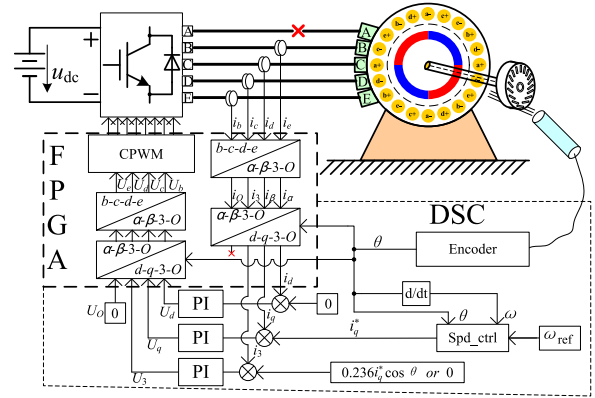 A A
B B
C C
D D
E E
+
−
u_dc
i_b i_c i_d i_e
F
P
G
A
CPWM
b-c-d-e
α-β-3-O
U_e U_d U_c U_b
i_O i_3 i_β i_α
b-c-d-e
α-β-3-O
α-β-3-O
d-q-3-O
α-β-3-O
d-q-3-O
DSC
θ
Encoder
i_d
d/dt
U_O
0
U_d
PI
0
i_q
i_q^*
θ
ω
U_q
PI
Spd_ctrl
ω_ref
i_3
U_3
PI
0.236i_q^*cos θ or 0